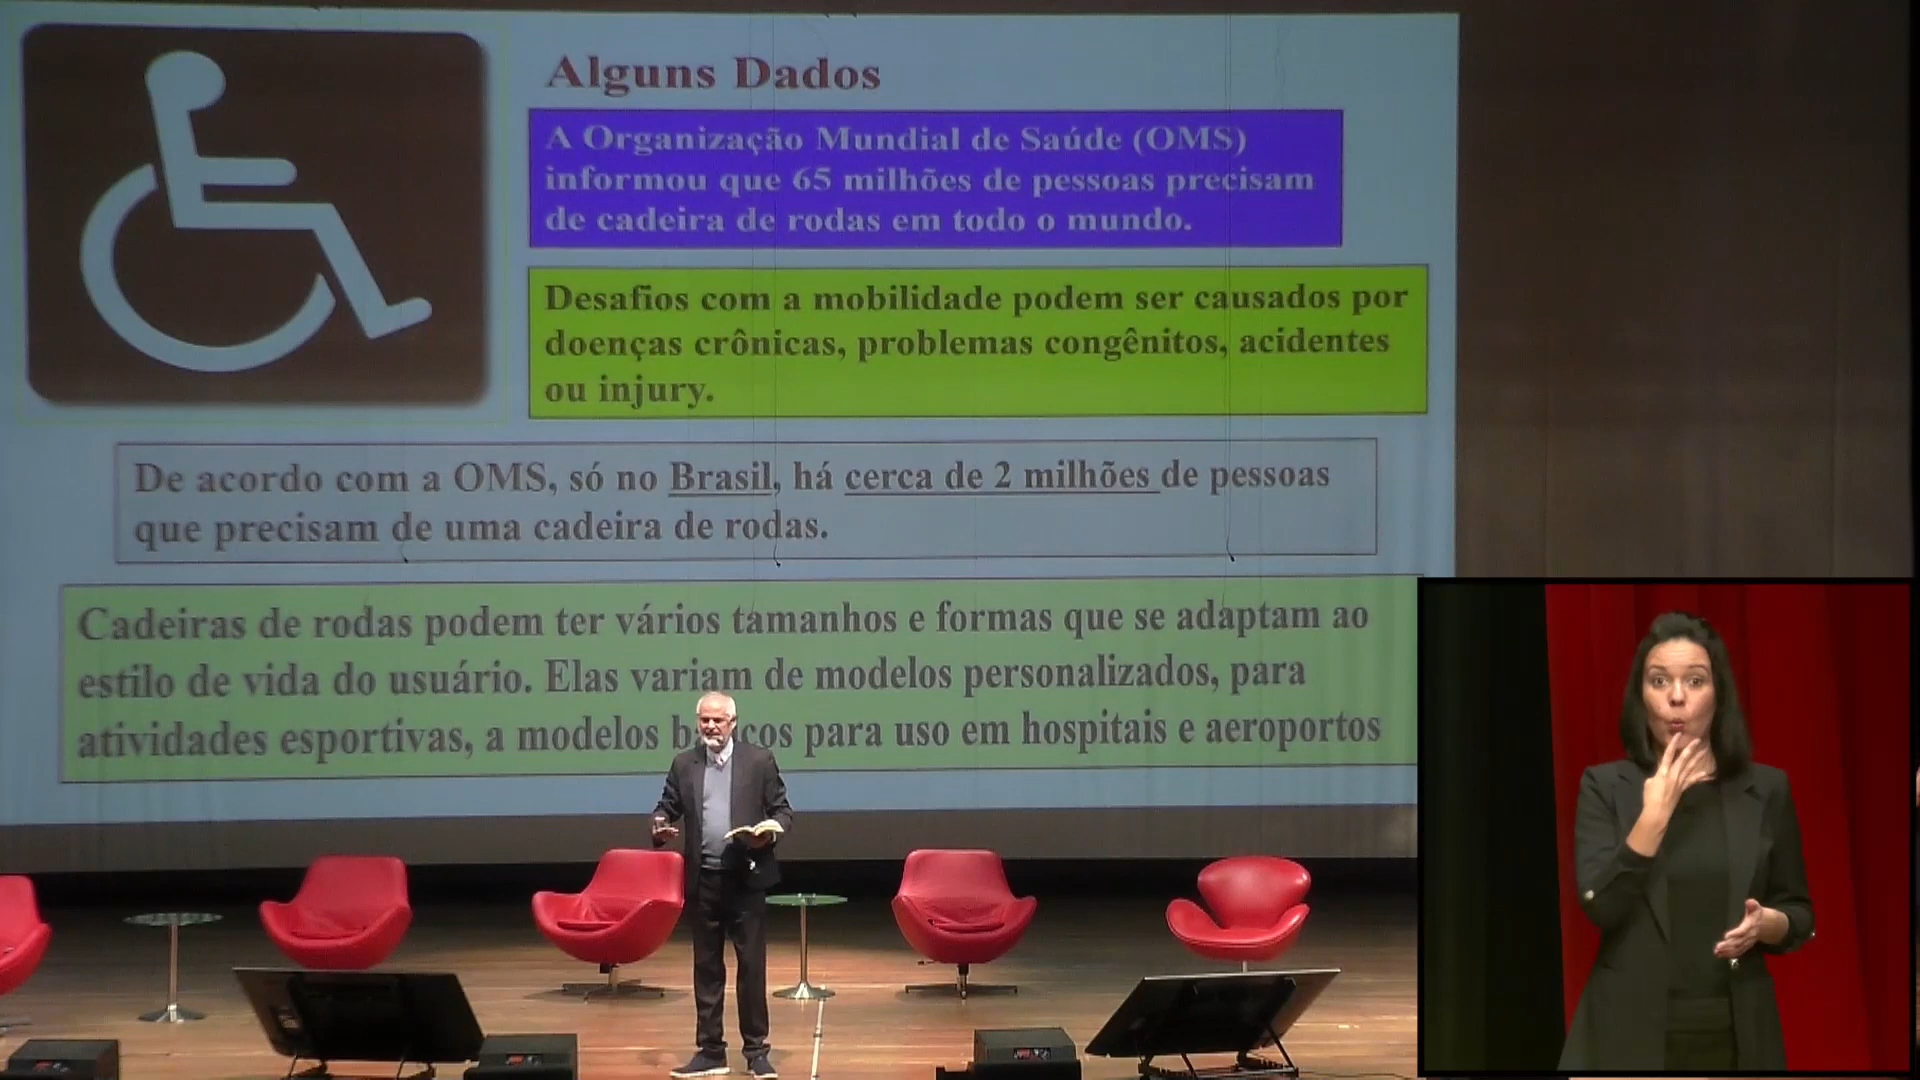 Alguns Dados
A Organização Mundial de Saúde (OMS)
informou que 65 milhões de pessoas precisam
de cadeira de rodas em todo o mundo.
Desafios com a mobilidade podem ser causados por
doenças crônicas, problemas congênitos, acidentes
ou injury.
De acordo com a OMS, só no Brasil, há cerca de 2 milhões de pessoas
que precisam de uma cadeira de rodas.
Cadeiras de rodas podem ter vários tamanhos e formas que se adaptam ao
estilo de vida do usuário. Elas variam de modelos personalizados, para
atividades esportivas, a modelos para uso em hospitais e aeroportos